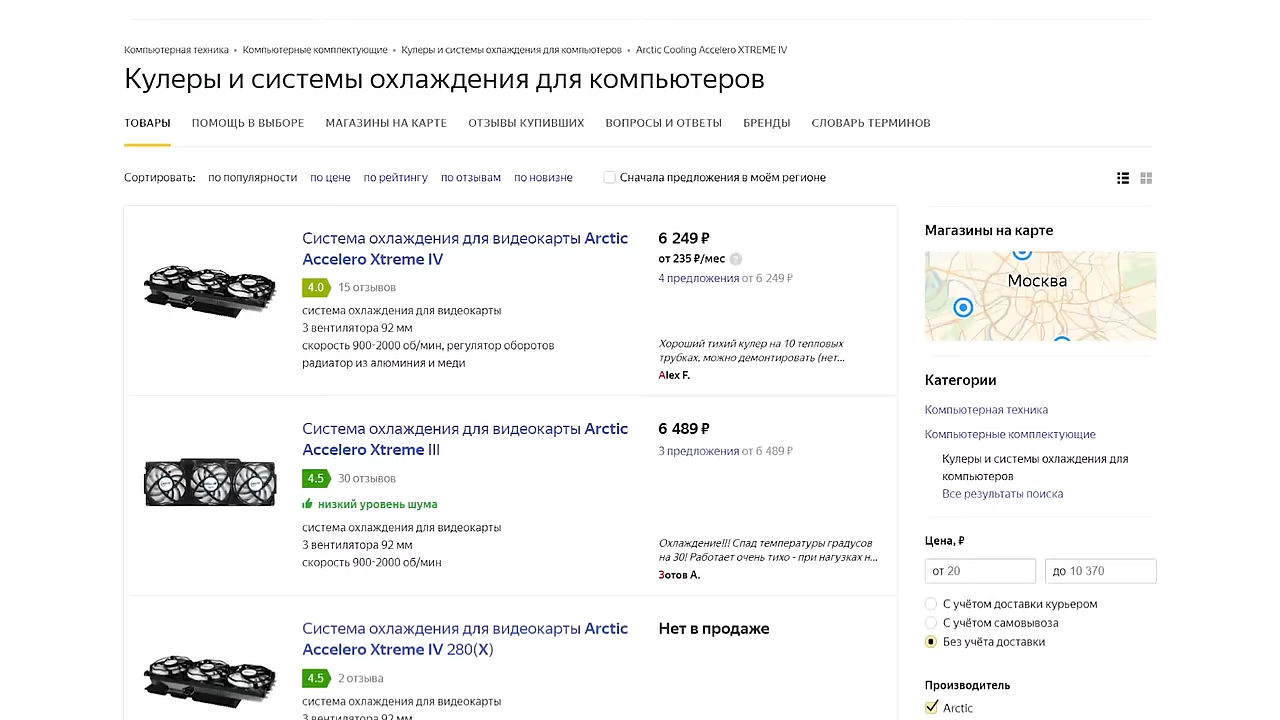 Компьютерная техника • Компьютерные комплектующие • Кулеры и системы охлаждения для компьютеров • Arctic Cooling Accelero XTREME IV
Кулеры и системы охлаждения для компьютеров
ТОВАРЫ ПОМОЩЬ В ВЫБОРЕ МАГАЗИНЫ НА КАРТЕ ОТЗЫВЫ КУПИВШИХ ВОПРОСЫ И ОТВЕТЫ БРЕНДЫ СЛОВАРЬ ТЕРМИНОВ
Сортировать: по популярности по цене по рейтингу по отзывам по новизне Сначала предложения в моём регионе
Система охлаждения для видеокарты Arctic
Accelero Xtreme IV
4.0 15 отзывов
система охлаждения для видеокарты
3 вентилятора 92 мм
скорость 900-2000 об/мин, регулятор оборотов
радиатор из алюминия и меди
6 249 ₽
от 235 ₽/мес ?
4 предложения от 6 249 ₽
Хороший тихий кулер на 10 тепловых
трубках, можно демонтировать (нет...
Alex F.
Система охлаждения для видеокарты Arctic
Accelero Xtreme III
4.5 30 отзывов
низкий уровень шума
система охлаждения для видеокарты
3 вентилятора 92 мм
скорость 900-2000 об/мин
6 489 ₽
3 предложения от 6 489 ₽
Охлаждение!!! Спад температуры градусов
на 30! Работает очень тихо - при нагрузках н...
Зотов А.
Система охлаждения для видеокарты Arctic
Accelero Xtreme IV 280(X)
4.5 2 отзыва
система охлаждения для видеокарты
3 вентилятора 92 мм
Нет в продаже
Магазины на карте
Москва
Категории
Компьютерная техника
Компьютерные комплектующие
Кулеры и системы охлаждения для
компьютеров
Все результаты поиска
Цена, ₽
от 20 до 10 370
С учётом доставки курьером
С учётом самовывоза
Без учёта доставки
Производитель
Arctic